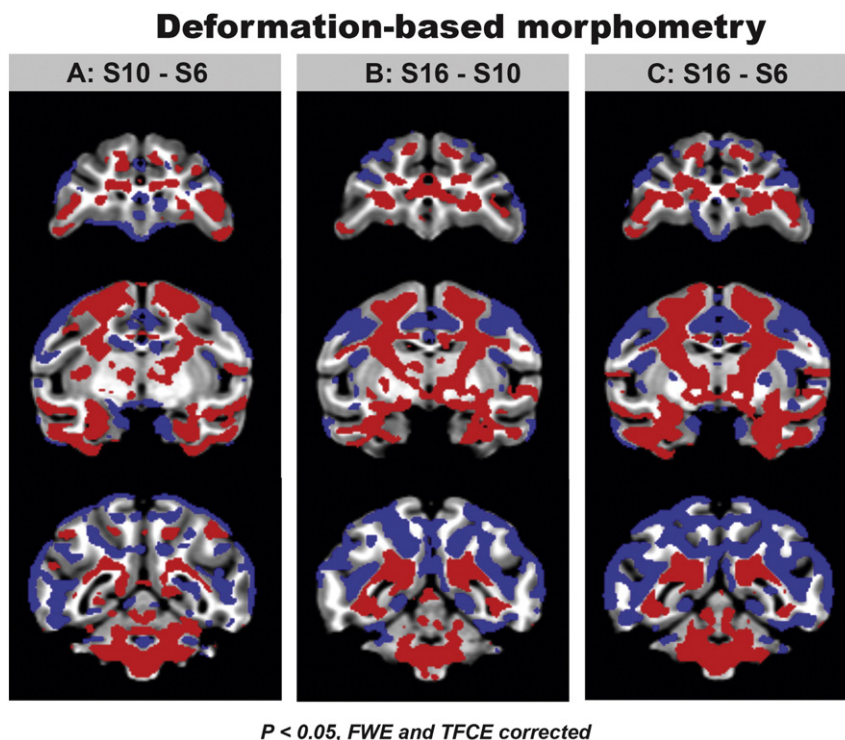 Deformation-based morphometry
A: S10 - S6
B: S16 - S10
C: S16 - S6
P < 0.05, FWE and TFCE corrected